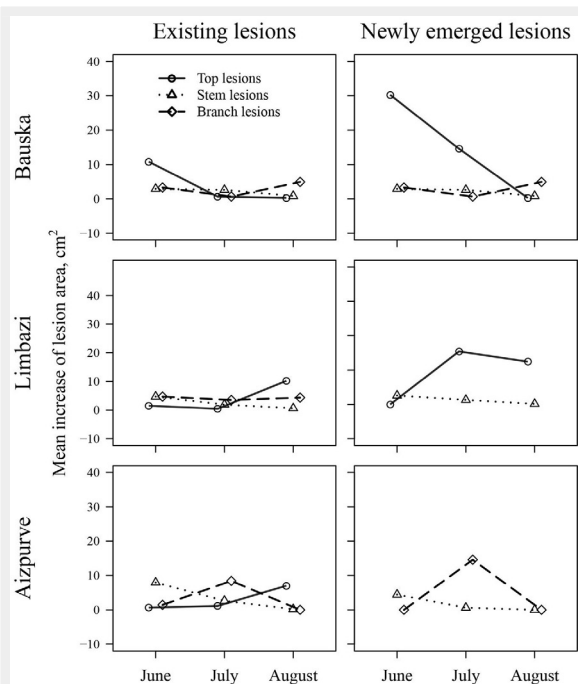 Existing lesions
Newly emerged lesions
Bauska
Limbazi
Aizpurve
Mean increase of lesion area, cm²
Top lesions
Stem lesions
Branch lesions
40
30
20
10
0
−10
40
30
20
10
0
−10
40
30
20
10
0
−10
June July August
June July August